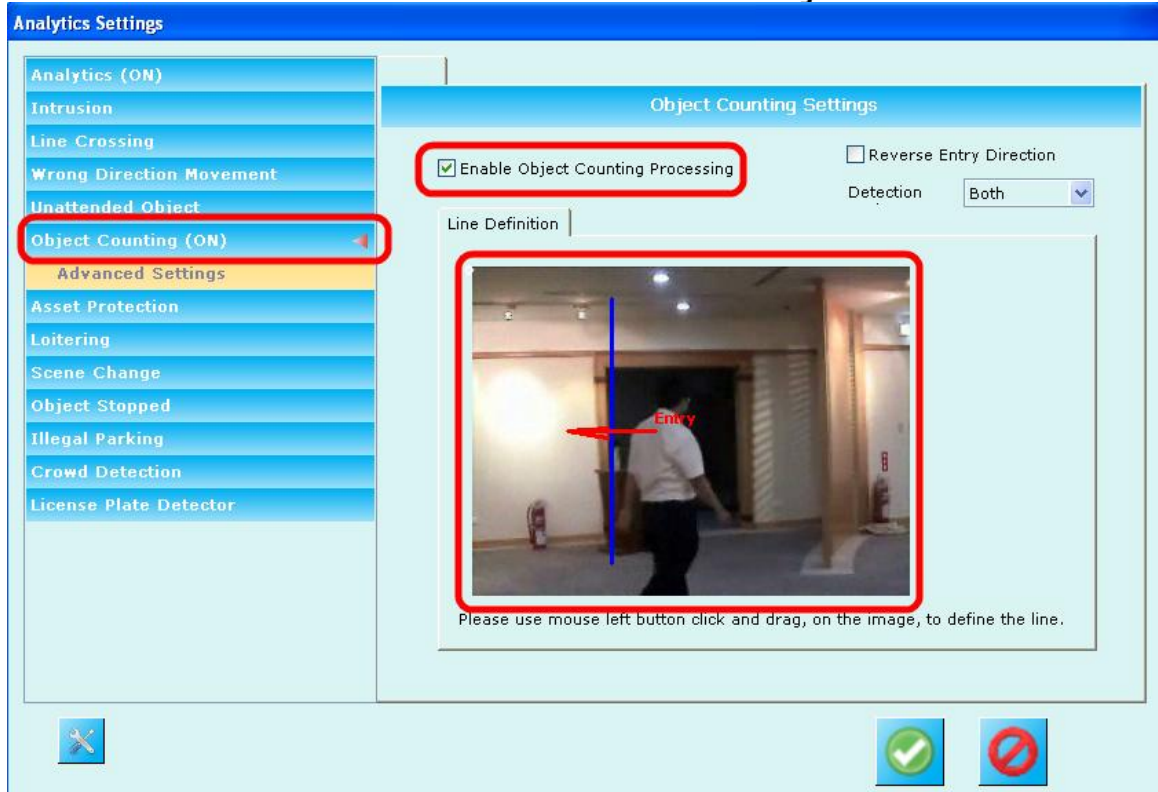 Analytics Settings
Analytics (ON)
Intrusion
Line Crossing
Wrong Direction Movement
Unattended Object
Object Counting (ON)
Advanced Settings
Asset Protection
Loitering
Scene Change
Object Stopped
Illegal Parking
Crowd Detection
License Plate Detector
Object Counting Settings
Enable Object Counting Processing
Reverse Entry Direction
Detection
Both
Line Definition
Entry
Please use mouse left button click and drag, on the image, to define the line.